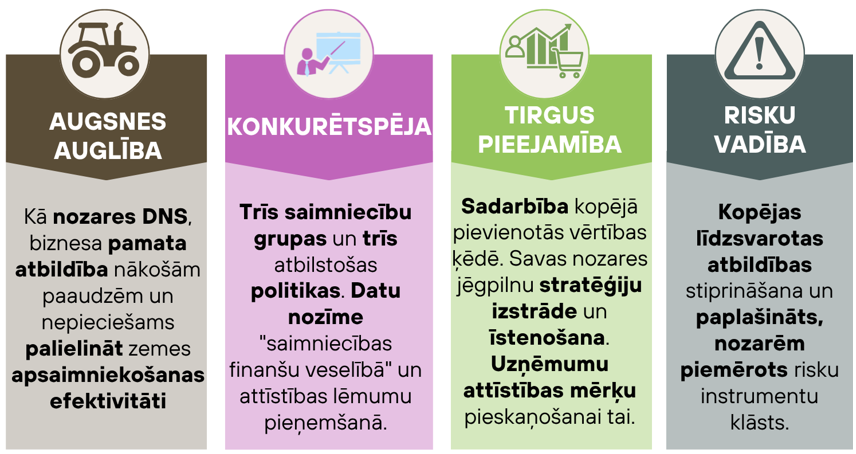 AUGSNES
AUGLĪBA
Kā nozares DNS,
biznesa pamata
atbildība nākošām
paaudzēm un
nepieciešams
palielināt zemes
apsaimniekošanas
efektivitāti
KONKURĒTSPĒJA
Trīs saimniecību
grupas un trīs
atbilstošas
politikas. Datu
nozīme
"saimniecības
finanšu veselībā" un
attīstības lēmumu
pieņemšanā.
TIRGUS
PIEEJAMĪBA
Sadarbība kopējā
pievienotās vērtības
ķēdē. Savas nozares
jēgpilnu stratēģiju
izstrāde un
īstenošana.
Uzņēmumu
attīstības mērķu
pieskaņošanai tai.
RISKU
VADĪBA
Kopējas
līdzsvarotas
atbildības
stiprināšana un
paplašināts,
nozarēm
piemērots risku
instrumentu
klāsts.